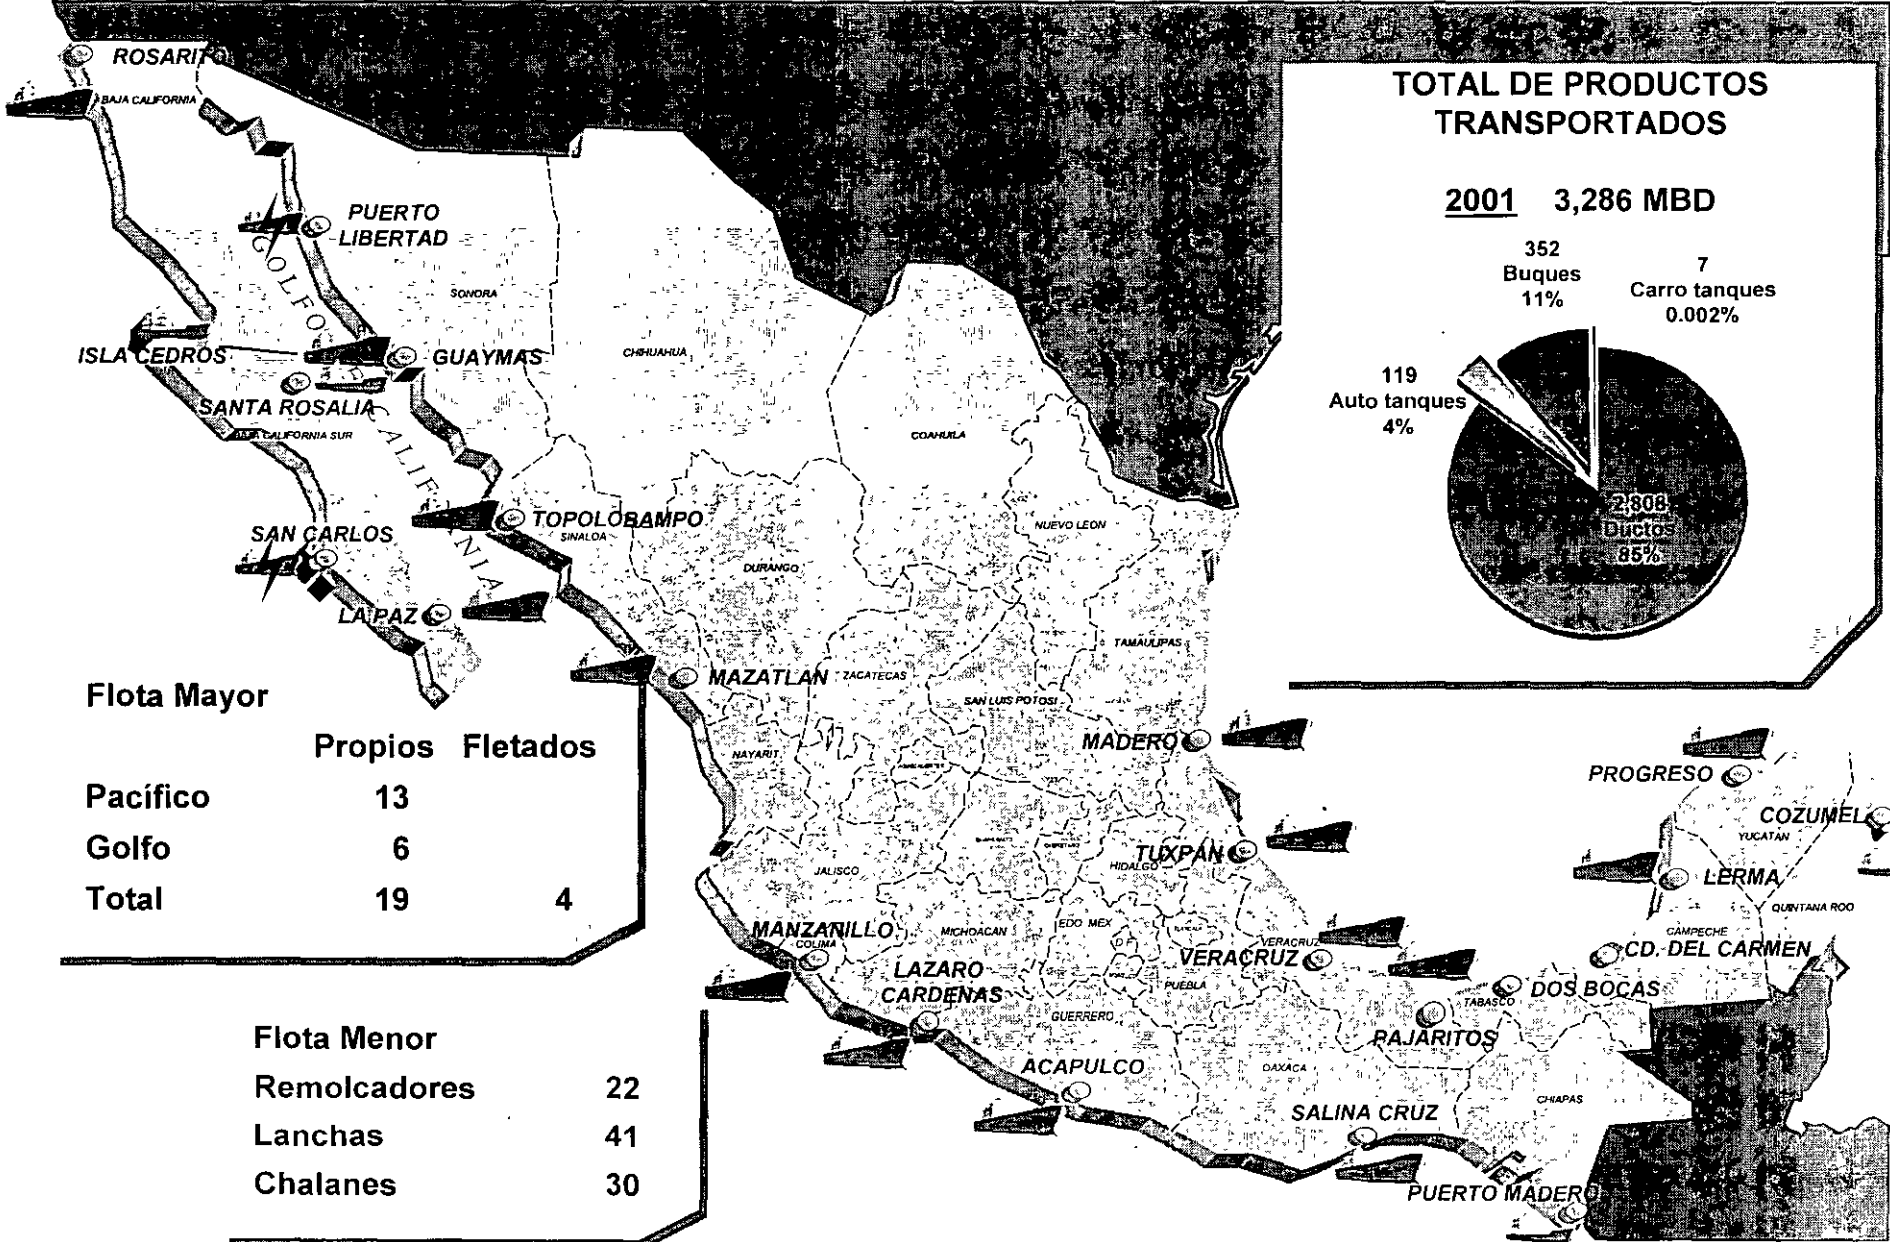 ROSARITO
BAJA CALIFORNIA
PUERTO
LIBERTAD
GOLFO DE CALIFORNIA
SONORA
CHIHUAHUA
ISLA CEDROS
GUAYMAS
SANTA ROSALIA
BAJA CALIFORNIA SUR
COAHUILA
SAN CARLOS
TOPOLOBAMPO
SINALOA
NUEVO LEON
DURANGO
LA PAZ
TAMAULIPAS
MAZATLAN
ZACATECAS
SAN LUIS POTOSI
NAYARIT
MADERO
PROGRESO
COZUMEL
YUCATAN
TUXPAN
HIDALGO
JALISCO
LERMA
QUINTANA ROO
CAMPECHE
MANZANILLO
COLIMA
MICHOACAN
EDO MEX
D.F.
VERACRUZ
VERACRUZ
CD. DEL CARMEN
LAZARO
CARDENAS
PUEBLA
DOS BOCAS
TABASCO
GUERRERO
PAJARITOS
ACAPULCO
OAXACA
CHIAPAS
SALINA CRUZ
PUERTO MADERO
TOTAL DE PRODUCTOS
TRANSPORTADOS
2001 3,286 MBD
352
Buques
11%
7
Carro tanques
0.002%
119
Auto tanques
4%
2,808
Ductos
85%
Flota Mayor
Propios Fletados
Pacífico 13
Golfo 6
Total 19 4
Flota Menor
Remolcadores 22
Lanchas 41
Chalanes 30